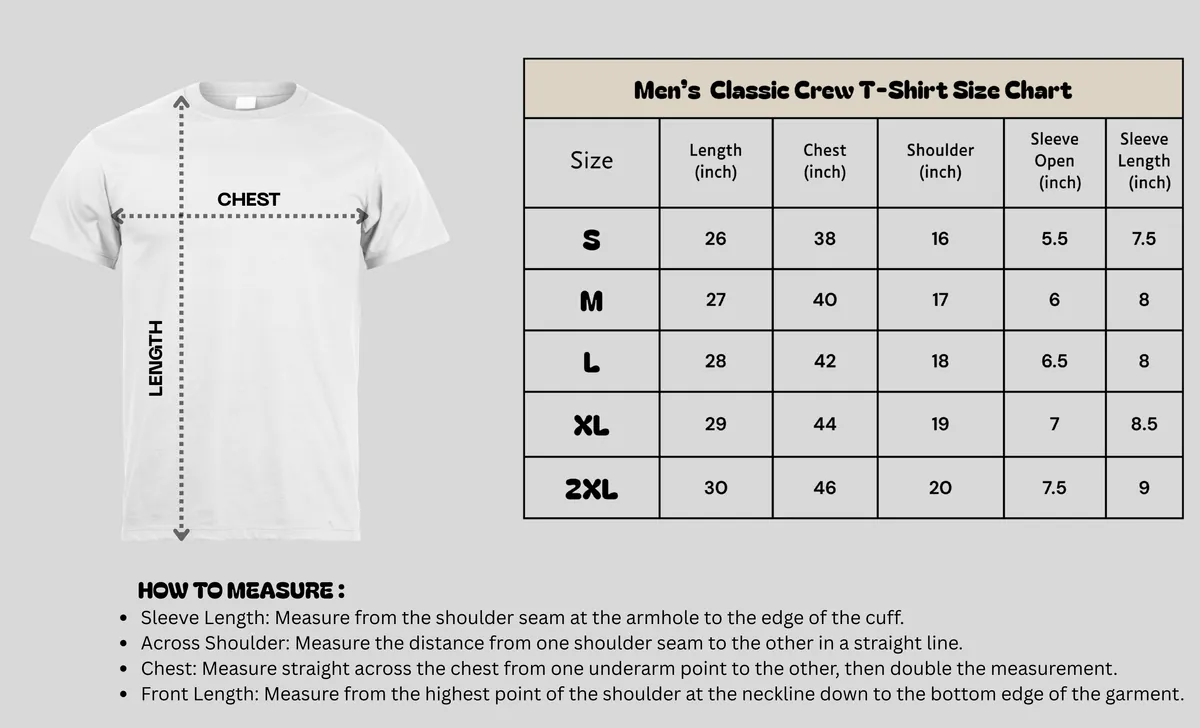 CHEST
LENGTH
Men's Classic Crew T-Shirt Size Chart
Size Length (inch) Chest (inch) Shoulder (inch) Sleeve Open (inch) Sleeve Length (inch)
S 26 38 16 5.5 7.5
M 27 40 17 6 8
L 28 42 18 6.5 8
XL 29 44 19 7 8.5
2XL 30 46 20 7.5 9
HOW TO MEASURE :
• Sleeve Length: Measure from the shoulder seam at the armhole to the edge of the cuff.
• Across Shoulder: Measure the distance from one shoulder seam to the other in a straight line.
• Chest: Measure straight across the chest from one underarm point to the other, then double the measurement.
• Front Length: Measure from the highest point of the shoulder at the neckline down to the bottom edge of the garment.